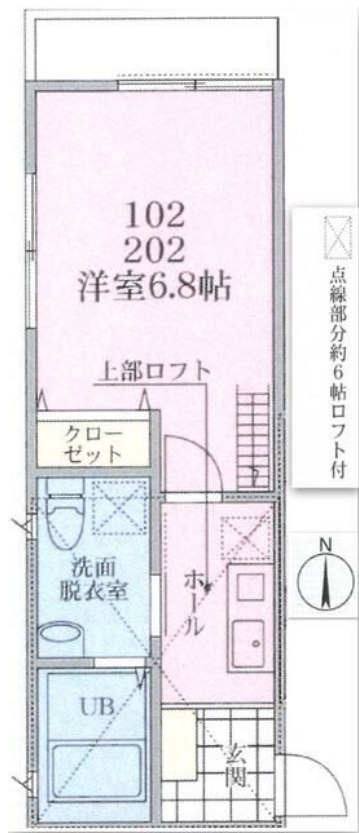 102
202
洋室6.8帖
上部ロフト
クロー
ゼット
洗面
脱衣室
ホール
UB
玄関
点線部分約6帖ロフト付
N